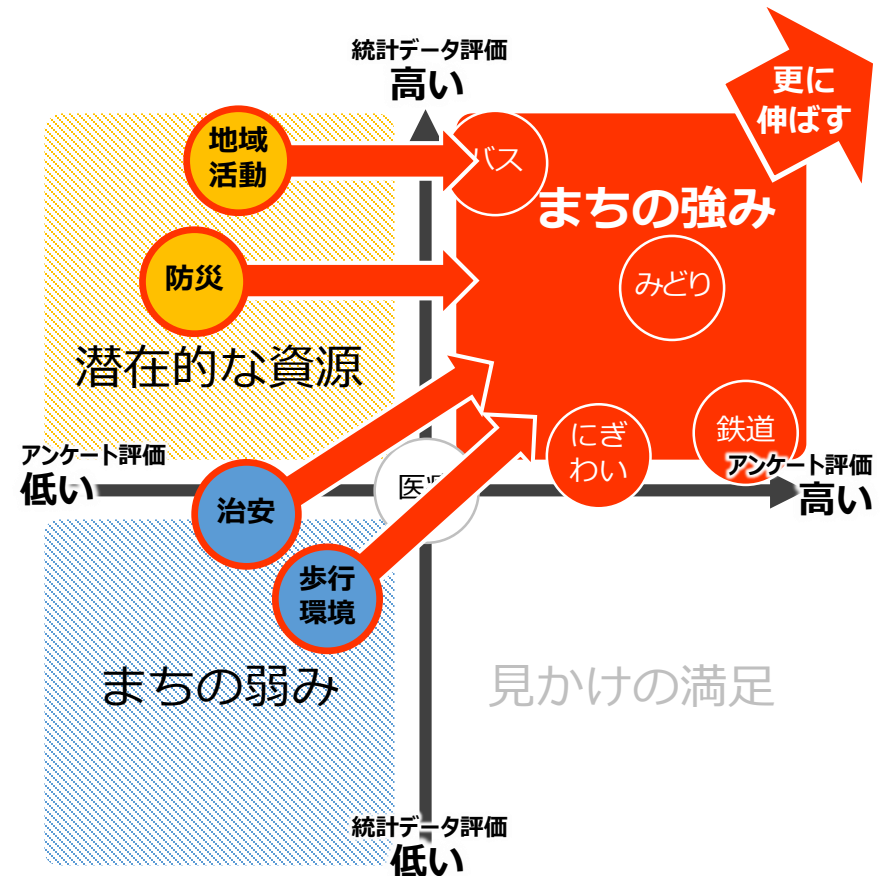 統計データ評価
高い
更に
伸ばす
地域
活動
バス
まちの強み
防災
みどり
潜在的な資源
にぎ
わい
鉄道
アンケート評価
低い
アンケート評価
高い
治安
歩行
環境
まちの弱み
見かけの満足
統計データ評価
低い